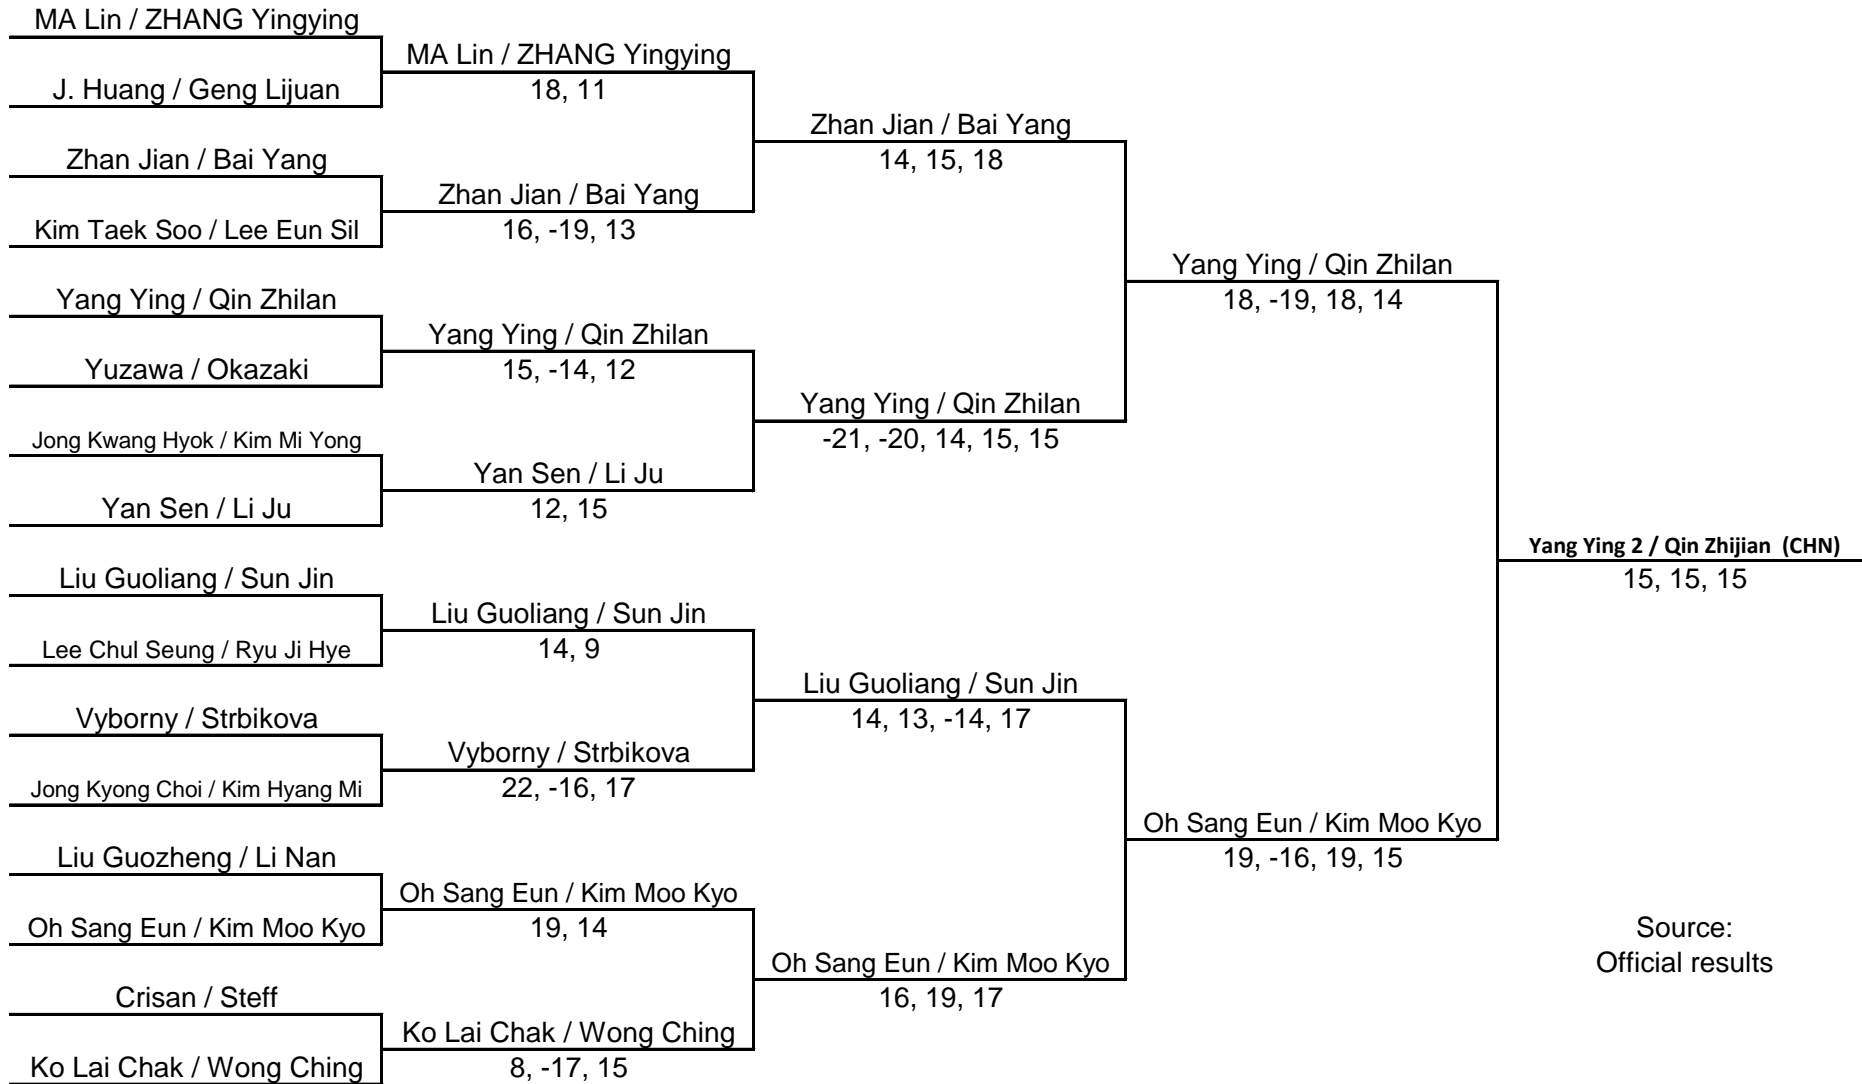 MA Lin / ZHANG Yingying
J. Huang / Geng Lijuan
Zhan Jian / Bai Yang
Kim Taek Soo / Lee Eun Sil
Yang Ying / Qin Zhilan
Yuzawa / Okazaki
Jong Kwang Hyok / Kim Mi Yong
Yan Sen / Li Ju
Liu Guoliang / Sun Jin
Lee Chul Seung / Ryu Ji Hye
Vyborny / Strbikova
Jong Kyong Choi / Kim Hyang Mi
Liu Guozheng / Li Nan
Oh Sang Eun / Kim Moo Kyo
Crisan / Steff
Ko Lai Chak / Wong Ching
MA Lin / ZHANG Yingying
18, 11
Zhan Jian / Bai Yang
16, -19, 13
Yang Ying / Qin Zhilan
15, -14, 12
Yan Sen / Li Ju
12, 15
Liu Guoliang / Sun Jin
14, 9
Vyborny / Strbikova
22, -16, 17
Oh Sang Eun / Kim Moo Kyo
19, 14
Ko Lai Chak / Wong Ching
8, -17, 15
Zhan Jian / Bai Yang
14, 15, 18
Yang Ying / Qin Zhilan
-21, -20, 14, 15, 15
Liu Guoliang / Sun Jin
14, 13, -14, 17
Oh Sang Eun / Kim Moo Kyo
16, 19, 17
Yang Ying / Qin Zhilan
18, -19, 18, 14
Oh Sang Eun / Kim Moo Kyo
19, -16, 19, 15
Yang Ying 2 / Qin Zhijian (CHN)
15, 15, 15
Source:
Official results